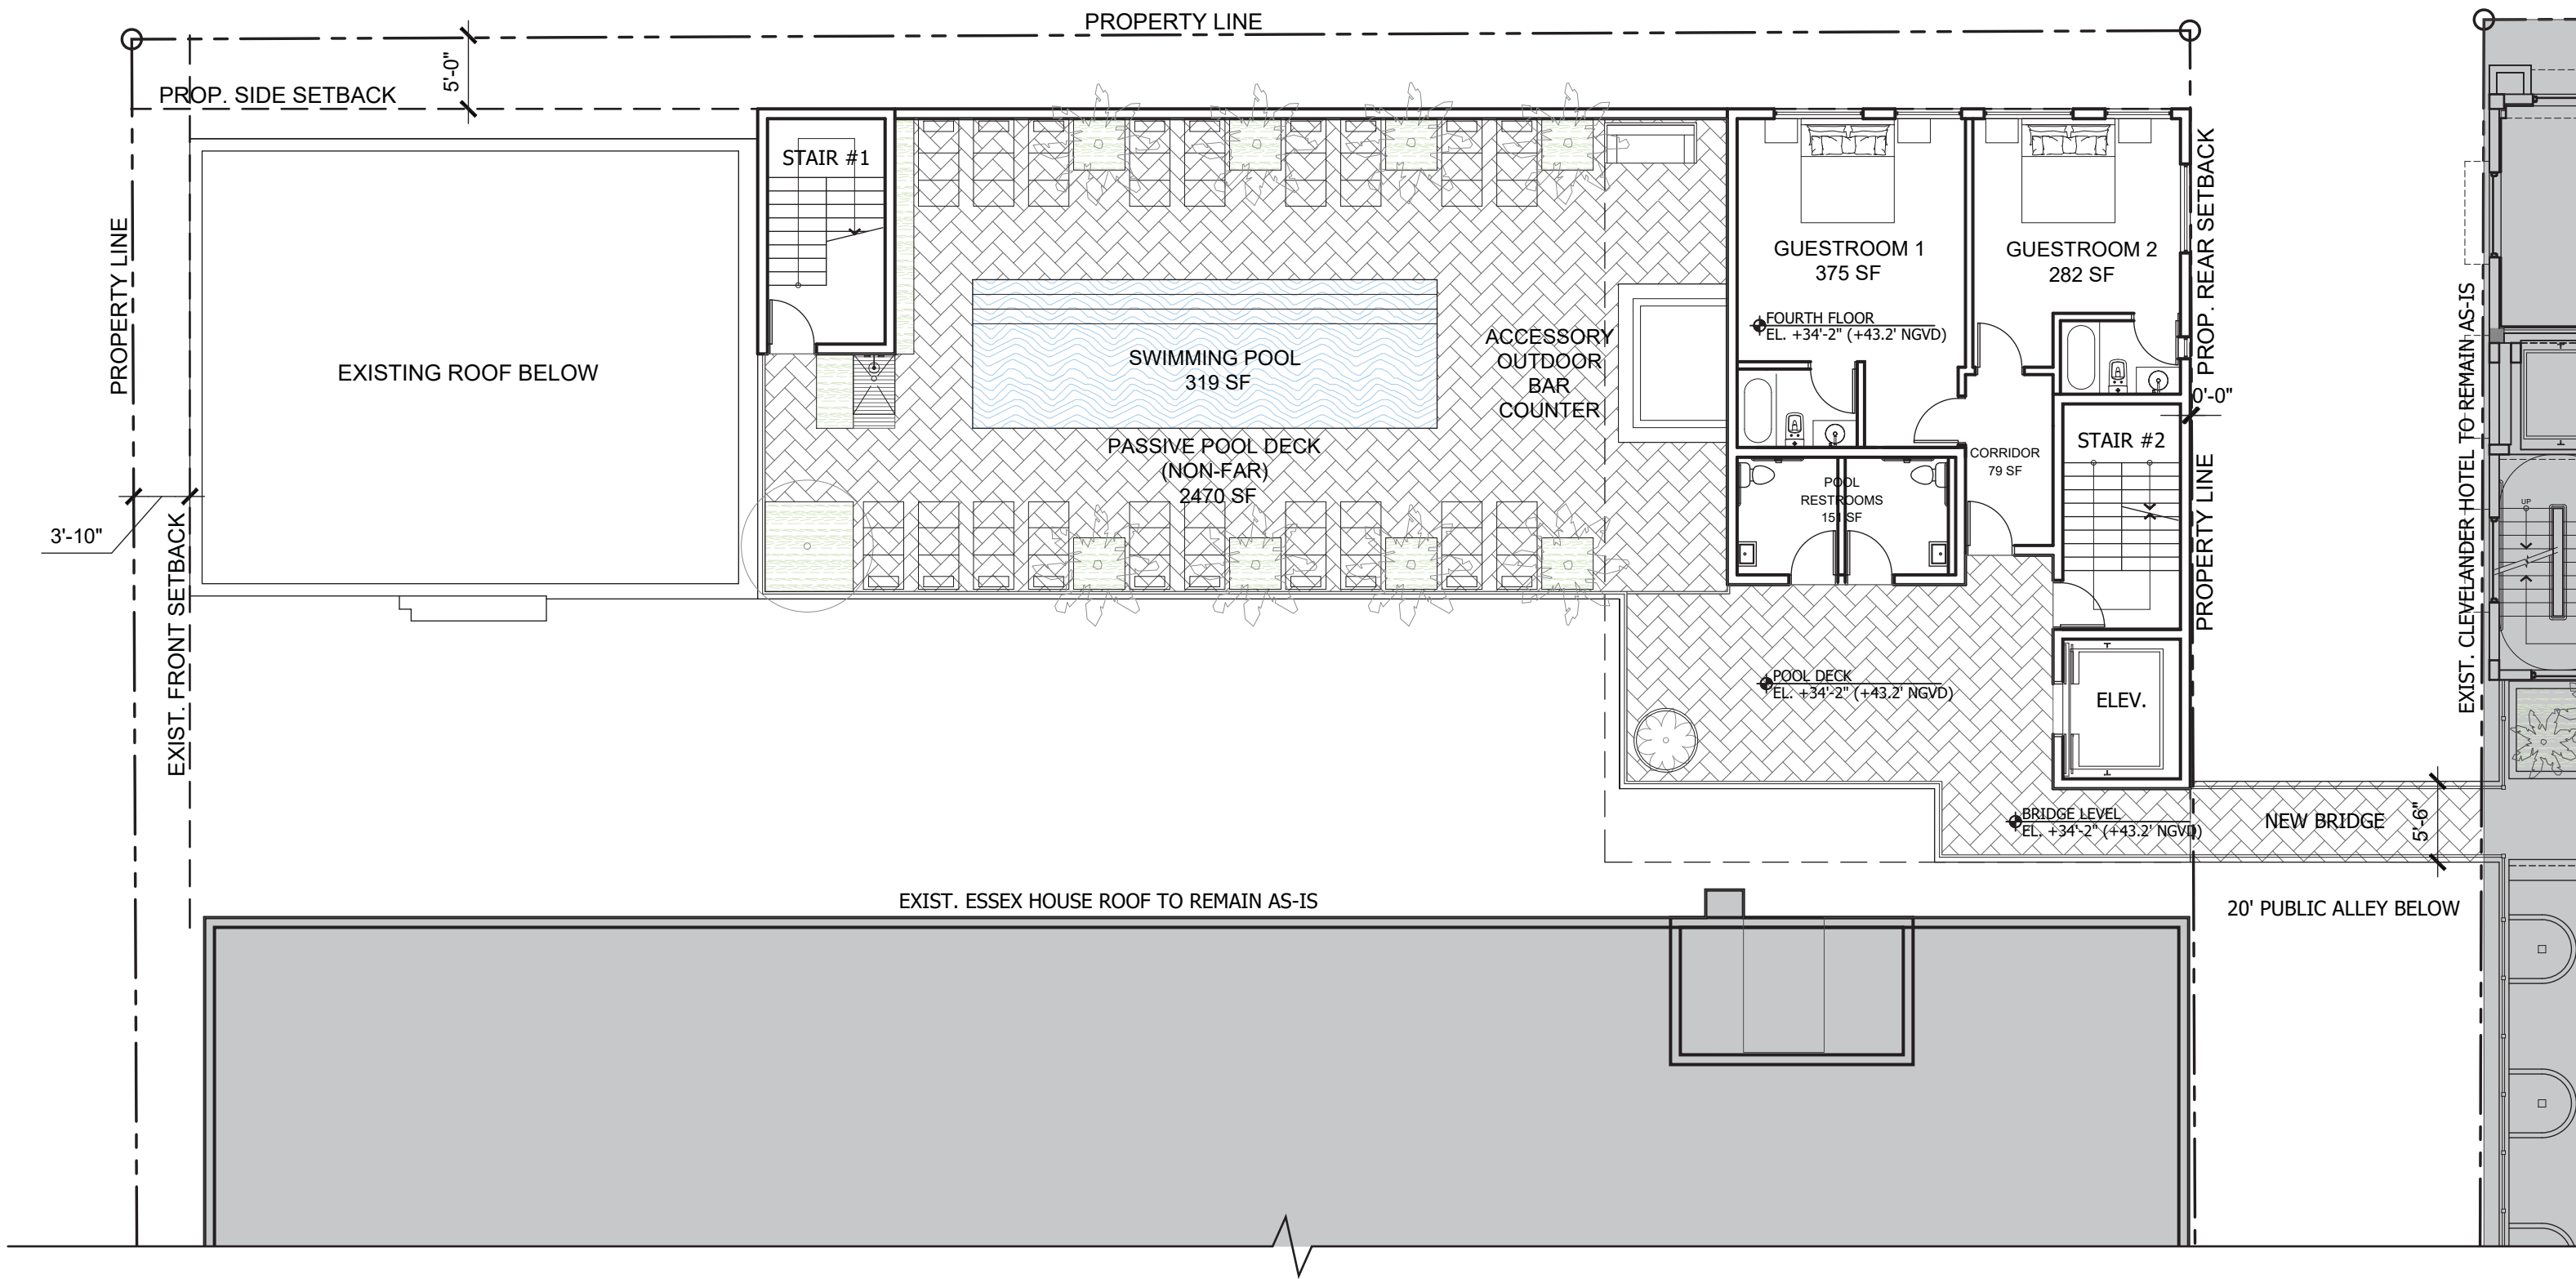 PROPERTY LINE
5'-0"
PROP. SIDE SETBACK
STAIR #1
PROPERTY LINE
EXISTING ROOF BELOW
SWIMMING POOL
319 SF
PASSIVE POOL DECK
(NON-FAR)
2470 SF
ACCESSORY
OUTDOOR
BAR
COUNTER
GUESTROOM 1
375 SF
FOURTH FLOOR
EL. +34'-2" (+43.2' NGVD)
GUESTROOM 2
282 SF
PROP. REAR SETBACK
0'-0"
CORRIDOR
79 SF
STAIR #2
POOL
RESTROOMS
151 SF
PROPERTY LINE
EXIST. CLEVELANDER HOTEL TO REMAIN AS-IS
UP
3'-10"
EXIST. FRONT SETBACK
POOL DECK
EL. +34'-2" (+43.2' NGVD)
ELEV.
BRIDGE LEVEL
EL. +34'-2" (+43.2' NGVD)
NEW BRIDGE
5'-6"
EXIST. ESSEX HOUSE ROOF TO REMAIN AS-IS
20' PUBLIC ALLEY BELOW